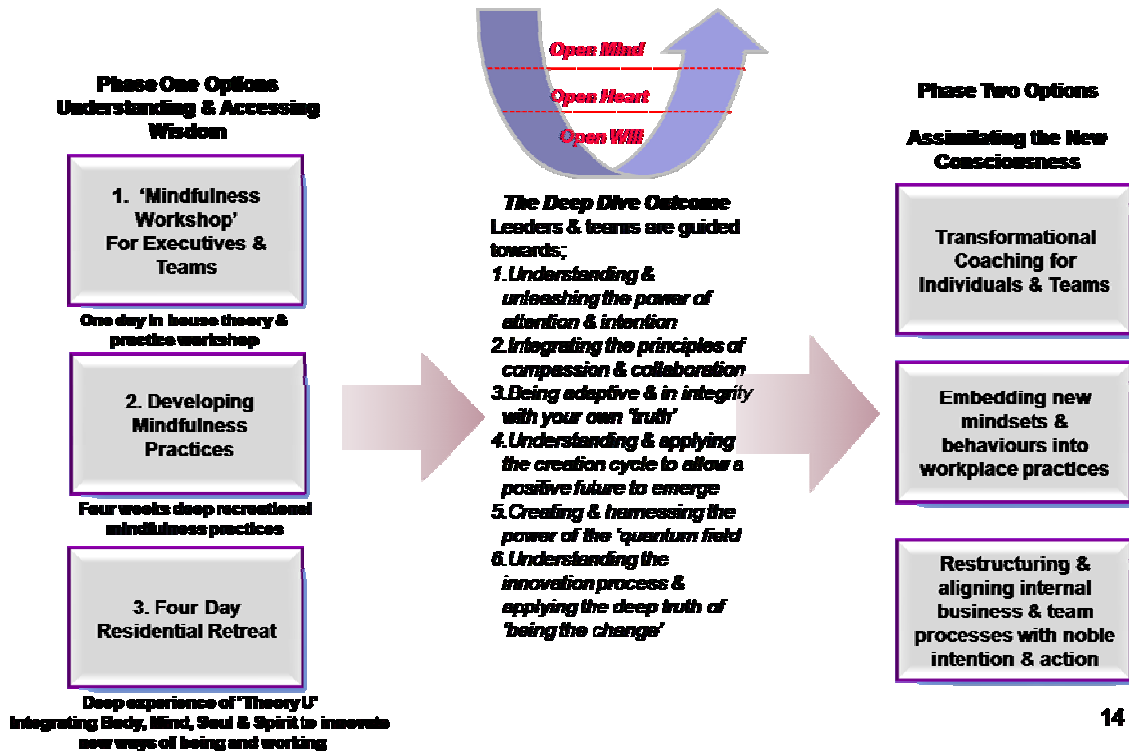 Phase One Options
Understanding & Accessing
Wisdom
1. ‘Mindfulness
Workshop’
For Executives &
Teams
One day in house theory &
practice workshop
2. Developing
Mindfulness
Practices
Four weeks deep recreational
mindfulness practices
3. Four Day
Residential Retreat
Deep experience of “Theory U”
Integrating Body, Mind, Soul & Spirit to innovate
new ways of being and working
Open Mind
Open Heart
Open Will
The Deep Dive Outcome
Leaders & teams are guided
towards;
1.Understanding &
unleashing the power of
attention & intention
2.Integrating the principles of
compassion & collaboration
3.Being adaptive & in integrity
with your own ‘truth’
4.Understanding & applying
the creation cycle to allow a
positive future to emerge
5.Creating & harnessing the
power of the ‘quantum field
6.Understanding the
innovation process &
applying the deep truth of
‘being the change’
Phase Two Options
Assimilating the New
Consciousness
Transformational
Coaching for
Individuals & Teams
Embedding new
mindsets &
behaviours into
workplace practices
Restructuring &
aligning internal
business & team
processes with noble
intention & action
14